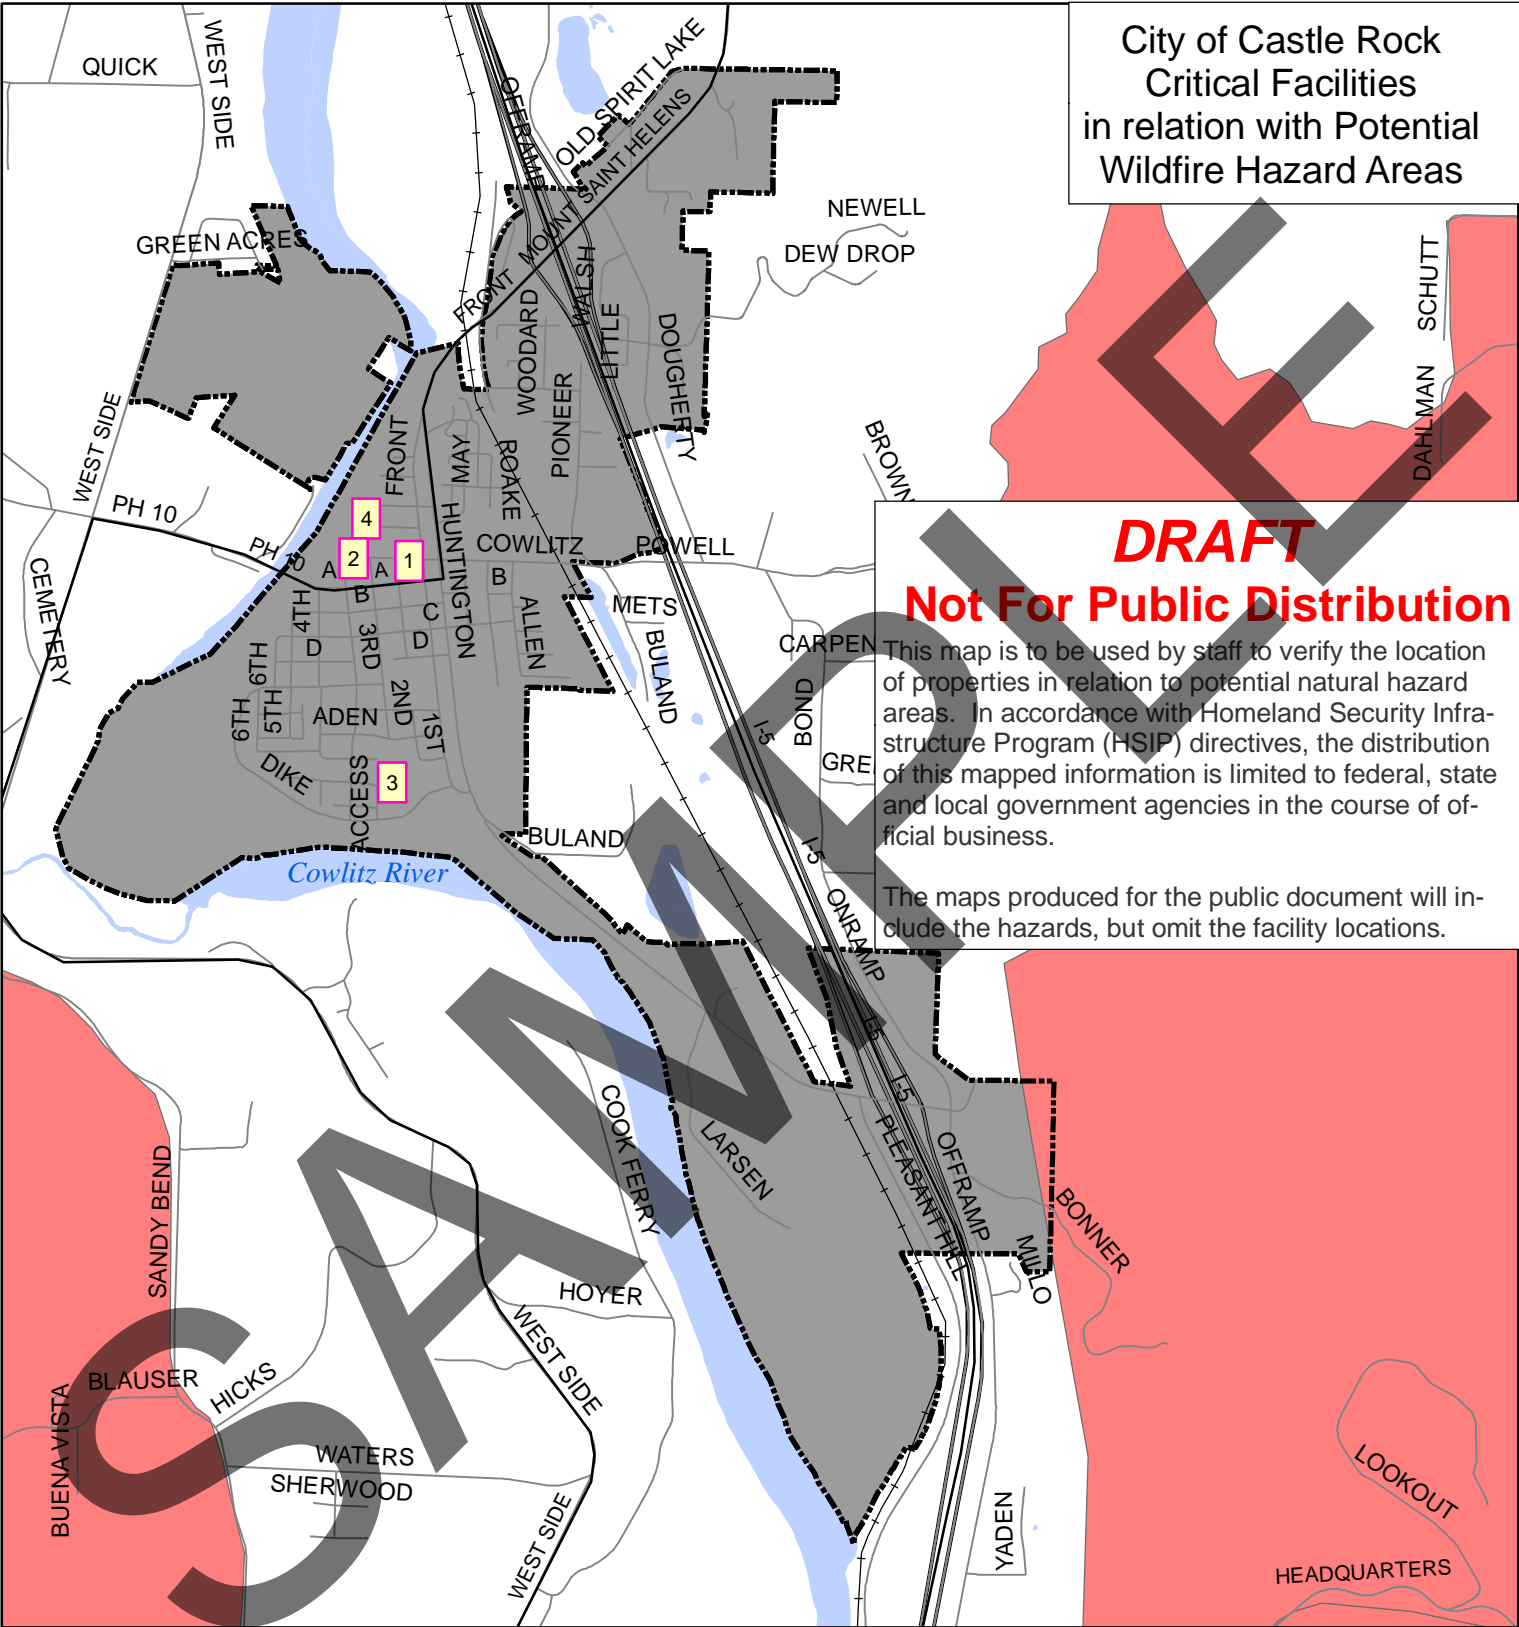 City of Castle Rock
Critical Facilities
in relation with Potential
Wildfire Hazard Areas
QUICK
WEST SIDE
OFFRAMP
OLD SPIRIT LAKE
MOUNT SAINT HELENS
FRONT
GREEN ACRES
NEWELL
DEW DROP
WALSH
LITTLE
WOODARD
DOUGHERTY
PIONEER
SCHUTT
DAHLMAN
WEST SIDE
FRONT
MAY
ROAKE
BROWN
PH 10
PH 10
4
2
1
A
A
B
HUNTINGTON
COWLITZ
POWELL
B
C
D
D
4TH
3RD
ALLEN
METS
BULAND
CEMETERY
6TH
6TH
5TH
ADEN
2ND
1ST
DIKE
ACCESS
3
BULAND
Cowlitz River
CARPEN
BOND
GRE
I-5
I-5
ONRAMP
I-5
I-5
DRAFT
Not For Public Distribution
This map is to be used by staff to verify the location
of properties in relation to potential natural hazard
areas. In accordance with Homeland Security Infra-
structure Program (HSIP) directives, the distribution
of this mapped information is limited to federal, state
and local government agencies in the course of of-
ficial business.
The maps produced for the public document will in-
clude the hazards, but omit the facility locations.
COOK FERRY
LARSEN
PLEASANT HILL
OFFRAMP
MILLO
BONNER
SANDY BEND
HOYER
WEST SIDE
BLAUSER
HICKS
BUENA VISTA
WATERS
SHERWOOD
WEST SIDE
YADEN
LOOKOUT
HEADQUARTERS
SAMPLE